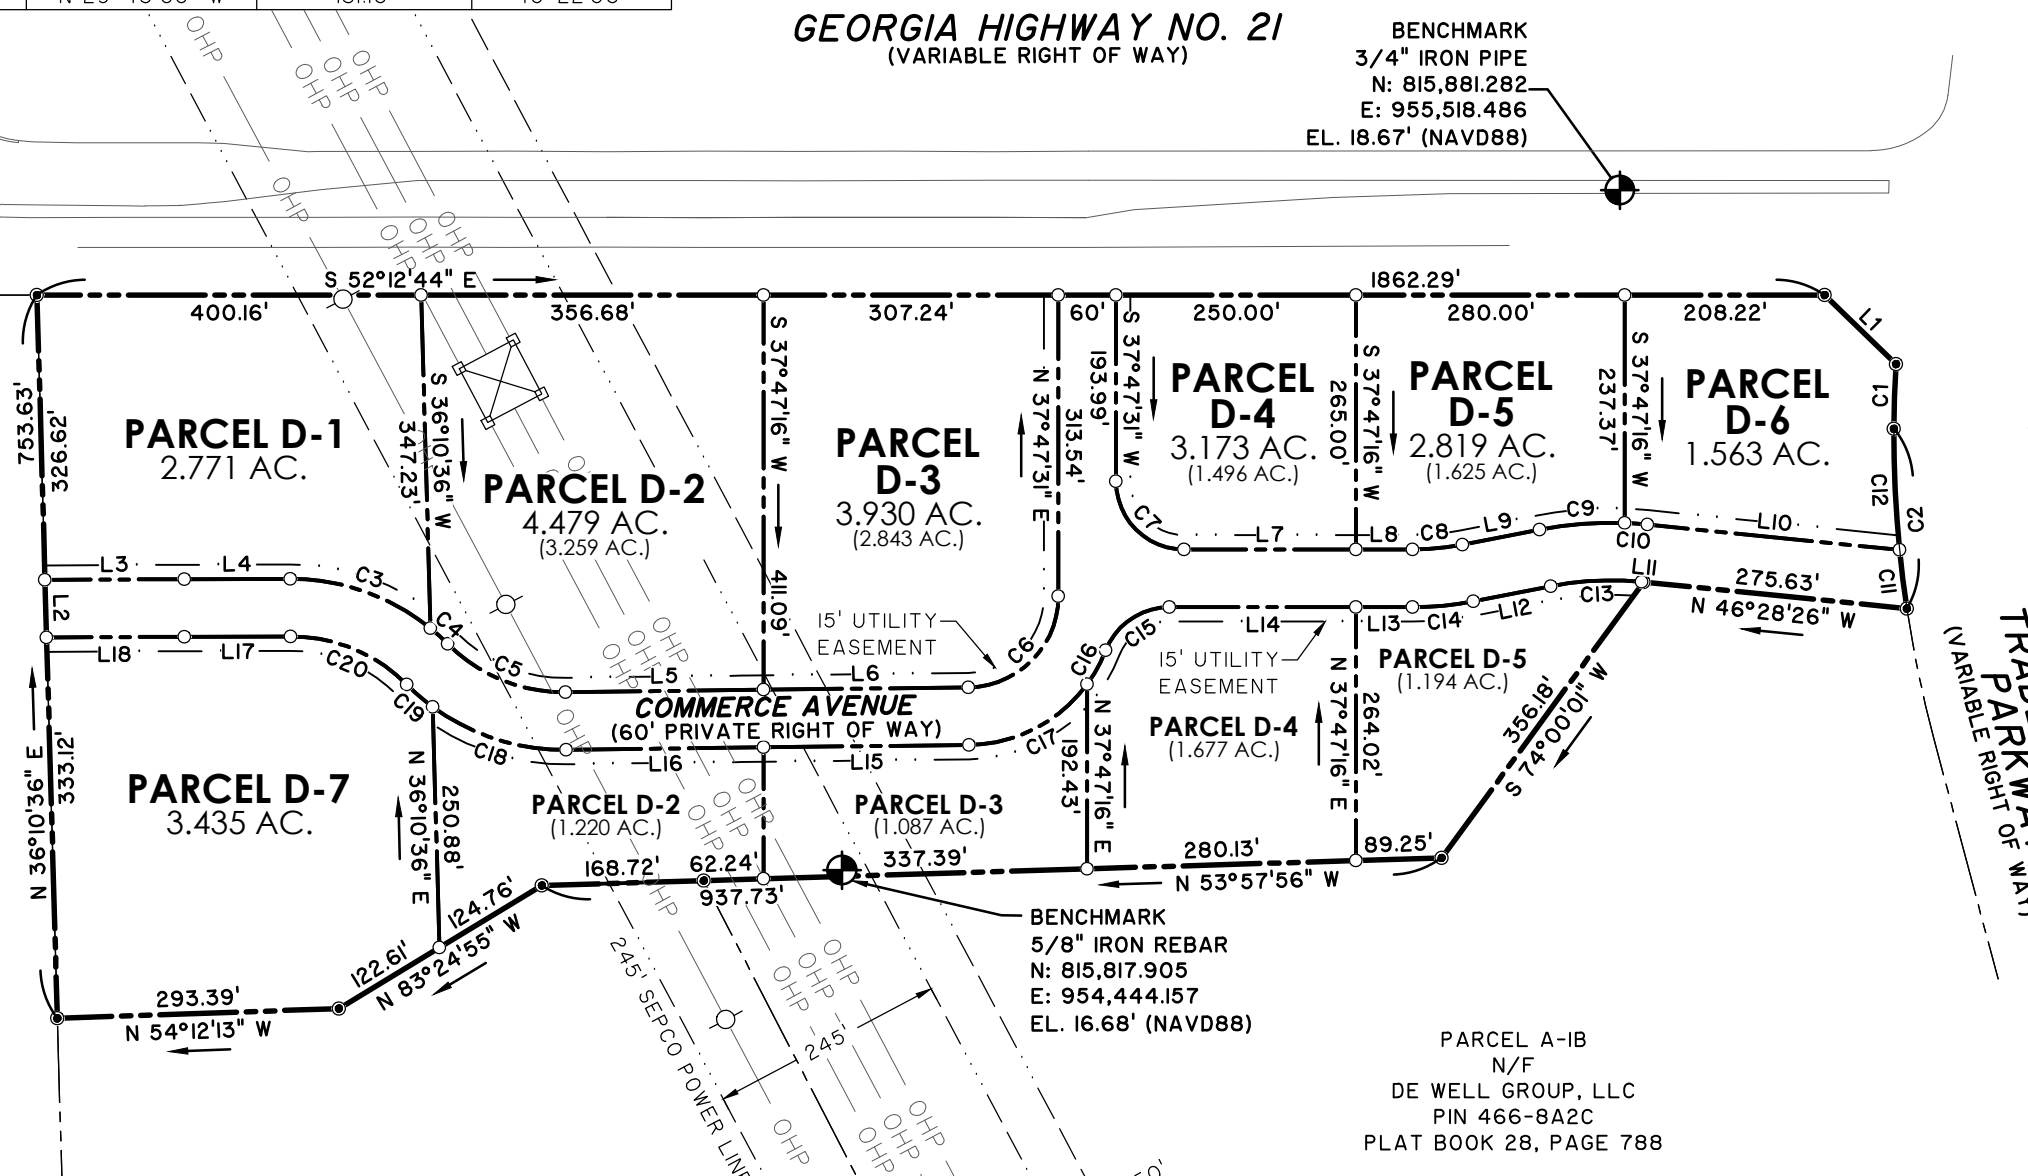 GEORGIA HIGHWAY NO. 21
(VARIABLE RIGHT OF WAY)
BENCHMARK
3/4" IRON PIPE
N: 815,881.282
E: 955,518.486
EL. 18.67' (NAVD88)
OHP
OHP
OHP
OHP
OHP
OHP
OHP
OHP
S 52°12'44" E
1862.29'
400.16'
356.68'
307.24'
60'
250.00'
280.00'
208.22'
L1
C1
C12
C2
C11
753.63'
326.62'
PARCEL D-1
2.771 AC.
S 36°10'36" W
347.23'
PARCEL D-2
4.479 AC.
(3.259 AC.)
S 37°47'16" W
411.09'
PARCEL
D-3
3.930 AC.
(2.843 AC.)
N 37°47'31" E
313.54'
193.99'
S 37°47'31" W
PARCEL
D-4
3.173 AC.
(1.496 AC.)
265.00'
S 37°47'16" W
PARCEL
D-5
2.819 AC.
(1.625 AC.)
237.37'
S 37°47'16" W
PARCEL
D-6
1.563 AC.
L3
L4
C3
C4
C5
L5
L6
C6
C7
L7
L8
C8
L9
C9
C10
L10
L11
L2
L18
L17
C20
C19
C18
L16
L15
C17
C16
C15
L14
L13
C14
L12
C13
275.63'
N 46°28'26" W
15' UTILITY
EASEMENT
15' UTILITY
EASEMENT
COMMERCE AVENUE
(60' PRIVATE RIGHT OF WAY)
PARCEL D-5
(1.194 AC.)
PARCEL D-4
(1.677 AC.)
356.18'
S 74°00'01" W
N 37°47'16" E
264.02'
192.43'
N 37°47'16" E
N 36°10'36" E
333.12'
PARCEL D-7
3.435 AC.
N 36°10'36" E
250.88'
PARCEL D-2
(1.220 AC.)
PARCEL D-3
(1.087 AC.)
168.72'
62.24'
937.73'
337.39'
280.13'
89.25'
N 53°57'56" W
124.76'
122.61'
N 83°24'55" W
293.39'
N 54°12'13" W
BENCHMARK
5/8" IRON REBAR
N: 815,817.905
E: 954,444.157
EL. 16.68' (NAVD88)
245' SEPCO POWER LINE
245'
OHP
OHP
OHP
OHP
PARKWAY
(VARIABLE RIGHT OF WAY)
PARCEL A-1B
N/F
DE WELL GROUP, LLC
PIN 466-8A2C
PLAT BOOK 28, PAGE 788